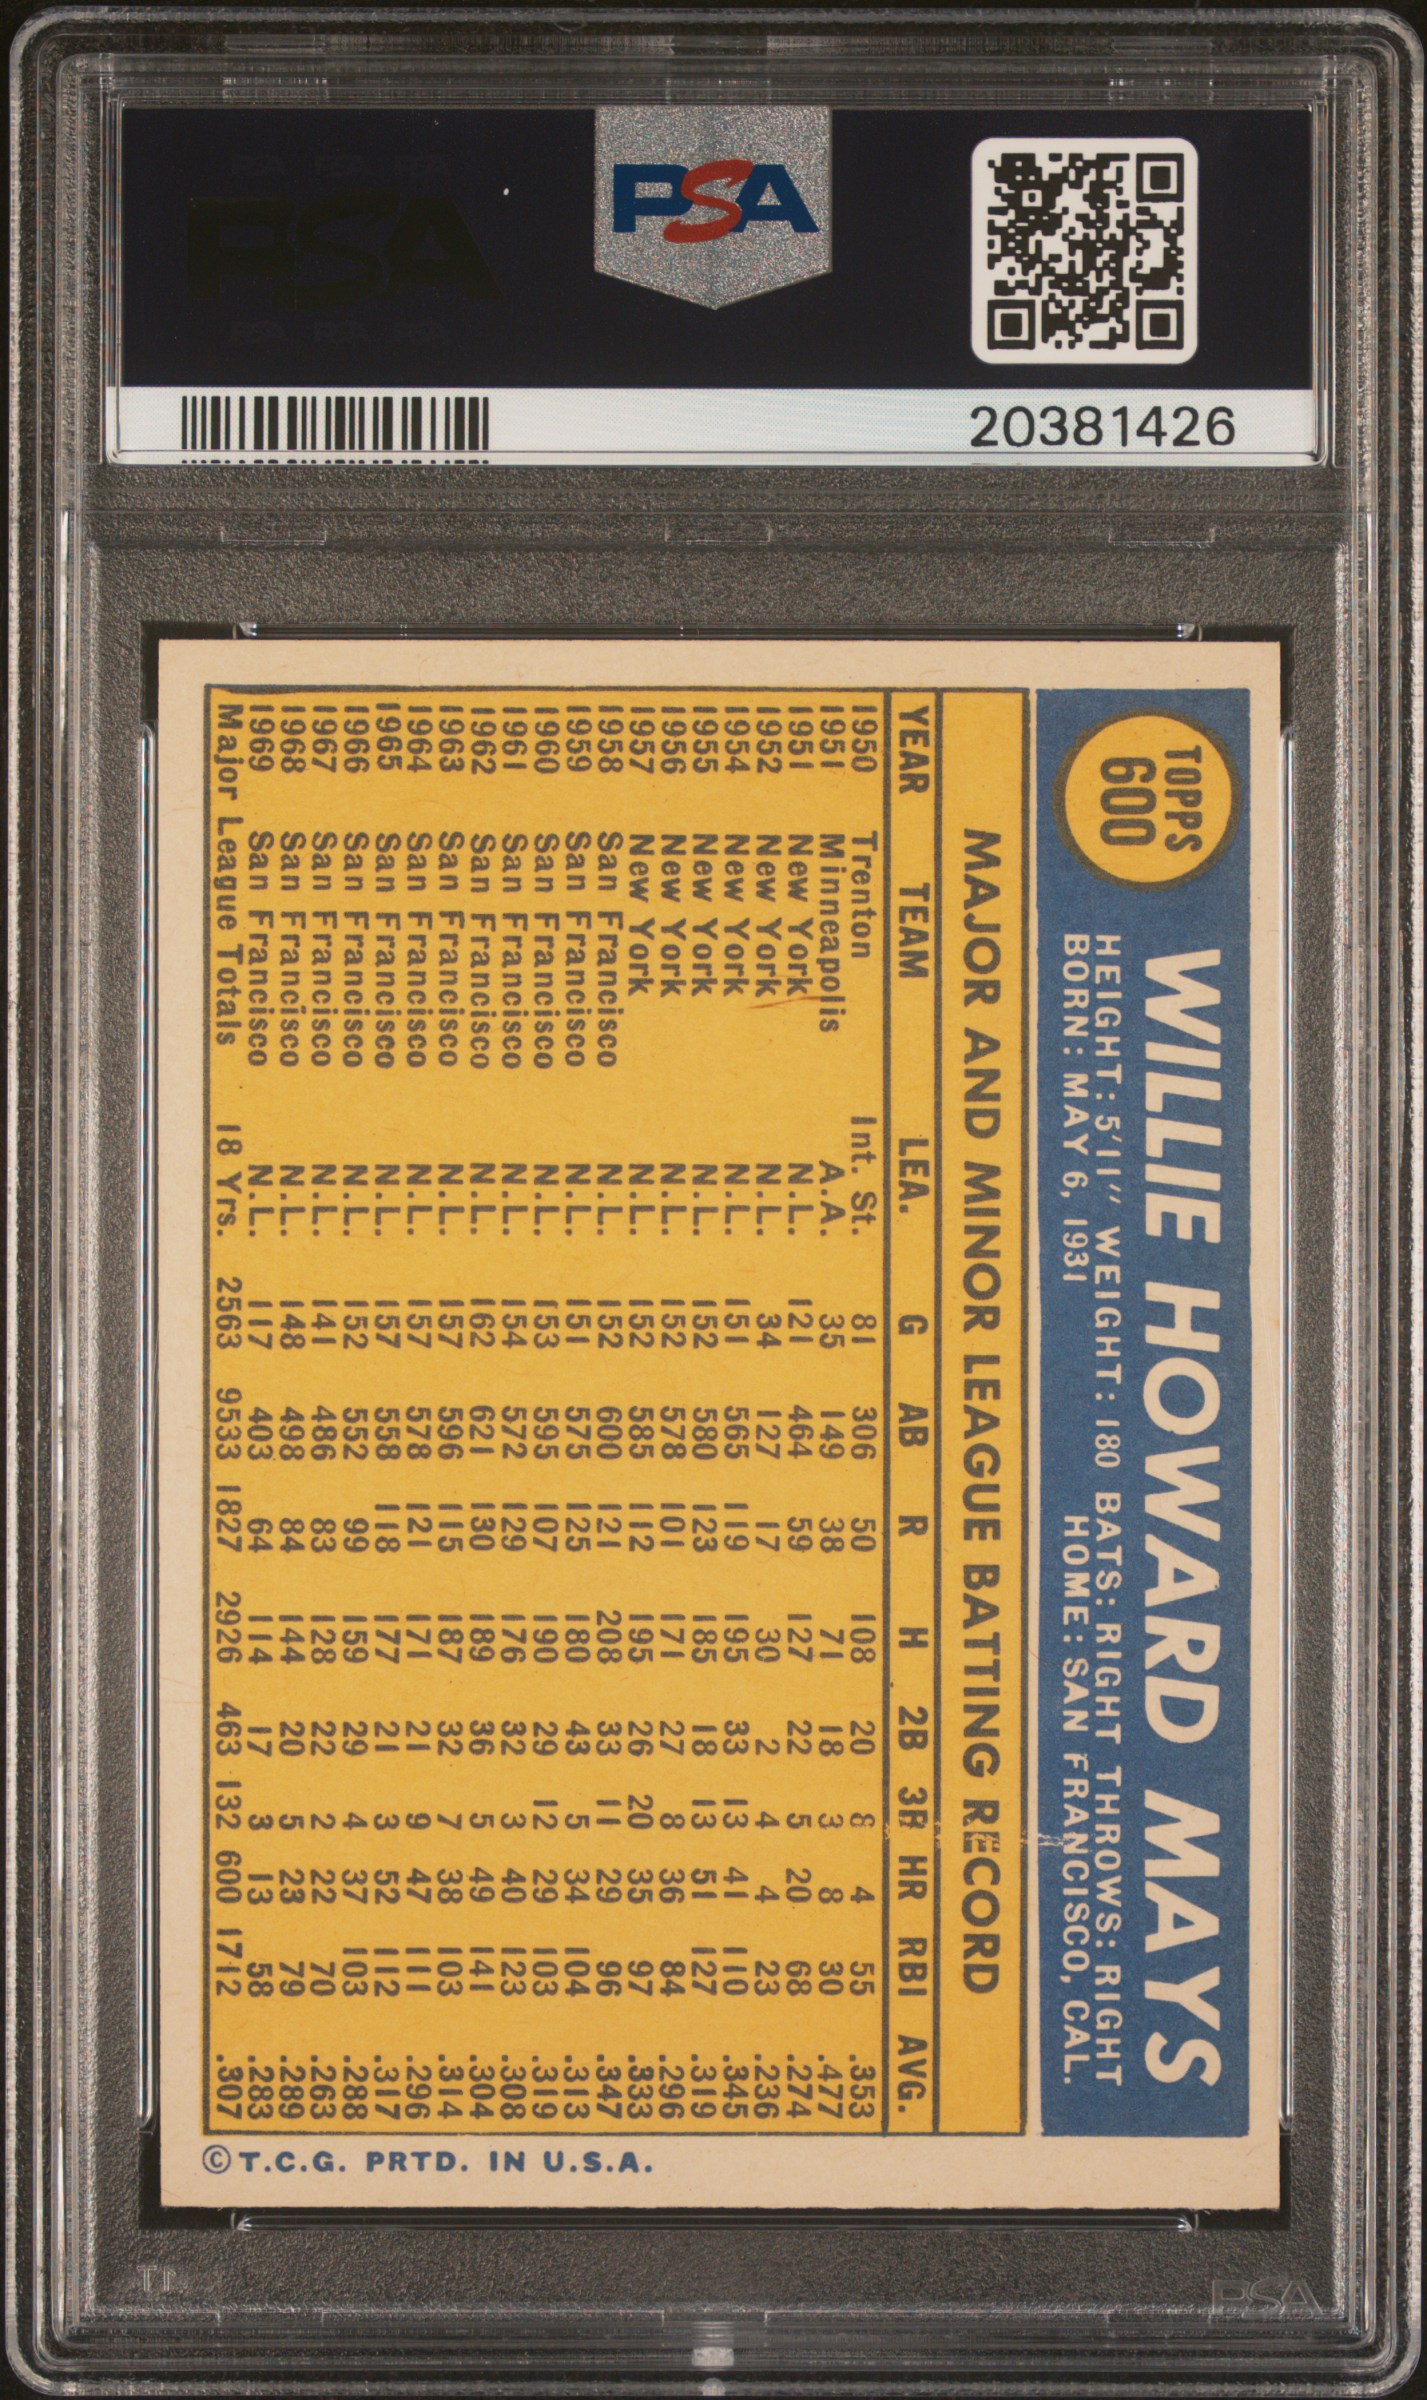 PSA
20381426
TOPPS
600
WILLIE HOWARD MAYS
HEIGHT: 5'11" WEIGHT: 180 BATS: RIGHT THROWS: RIGHT
BORN: MAY 6, 1931 HOME: SAN FRANCISCO, CAL.
MAJOR AND MINOR LEAGUE BATTING RECORD
YEAR TEAM LEA. G AB R H 2B 3B HR RBI AVG.
1950 Trenton Int. St. 81 306 50 108 20 8 4 55 .353
1951 Minneapolis A.A. 35 149 38 71 18 3 8 30 .477
1951 New York N.L. 121 464 59 127 22 5 20 68 .274
1952 New York N.L. 34 127 17 30 2 4 4 23 .236
1954 New York N.L. 151 565 119 195 33 13 41 110 .345
1955 New York N.L. 152 580 123 185 18 13 51 127 .319
1956 New York N.L. 152 578 101 171 27 8 36 84 .296
1957 New York N.L. 152 585 112 195 26 20 35 97 .333
1958 San Francisco N.L. 152 600 121 208 33 11 29 96 .347
1959 San Francisco N.L. 151 575 125 180 43 5 34 104 .313
1960 San Francisco N.L. 153 595 107 190 29 12 29 103 .319
1961 San Francisco N.L. 154 572 129 176 32 3 40 123 .308
1962 San Francisco N.L. 162 621 130 189 36 5 49 141 .304
1963 San Francisco N.L. 157 596 115 187 32 7 38 103 .314
1964 San Francisco N.L. 157 578 121 171 21 9 47 111 .296
1965 San Francisco N.L. 157 558 118 177 21 3 52 112 .317
1966 San Francisco N.L. 152 552 99 159 29 4 37 103 .288
1967 San Francisco N.L. 141 486 83 128 22 2 22 70 .263
1968 San Francisco N.L. 148 498 84 144 20 5 23 79 .289
1969 San Francisco N.L. 117 403 64 114 17 3 13 58 .283
Major League Totals 18 Yrs. 2563 9533 1827 2926 463 132 600 1712 .307
© T.C.G. PRTD. IN U.S.A.
PSA